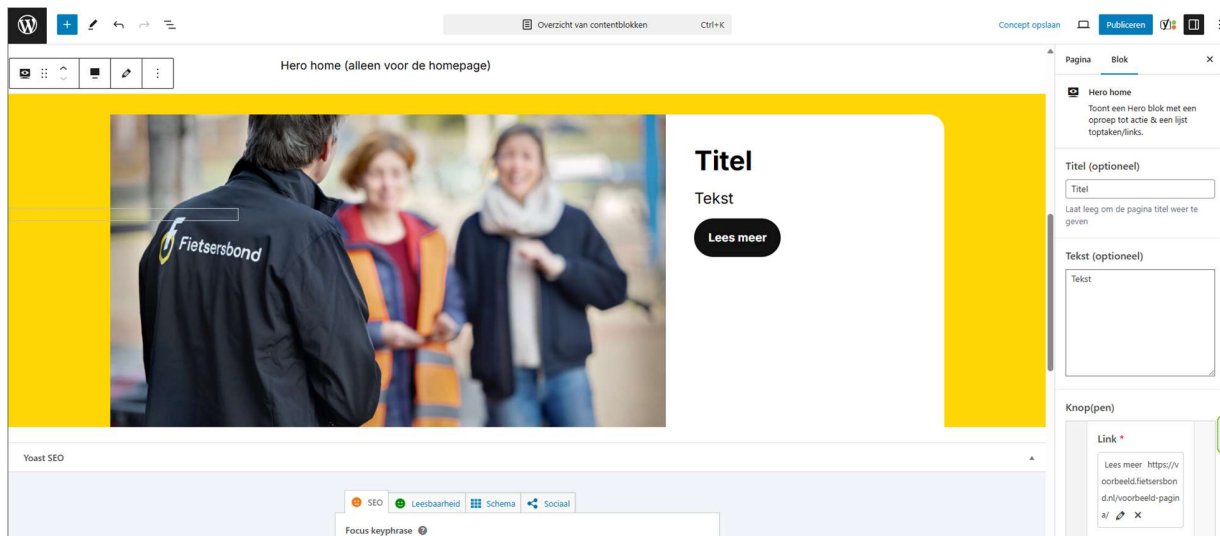 Overzicht van contentblokken Ctrl+K
Concept opslaan
Publiceren
Hero home (alleen voor de homepage)
Fietsersbond
Titel
Tekst
Lees meer
Pagina Blok
Hero home
Toont een Hero blok met een
oproep tot actie & een lijst
toptaken/links.
Titel (optioneel)
Titel
Laat leeg om de pagina titel weer te
geven
Tekst (optioneel)
Tekst
Knop(pen)
Link *
Lees meer https://v
oorbeeld.fietsersbon
d.nl/voorbeeld-pagin
a/
Yoast SEO
SEO Leesbaarheid Schema Sociaal
Focus keyphrase